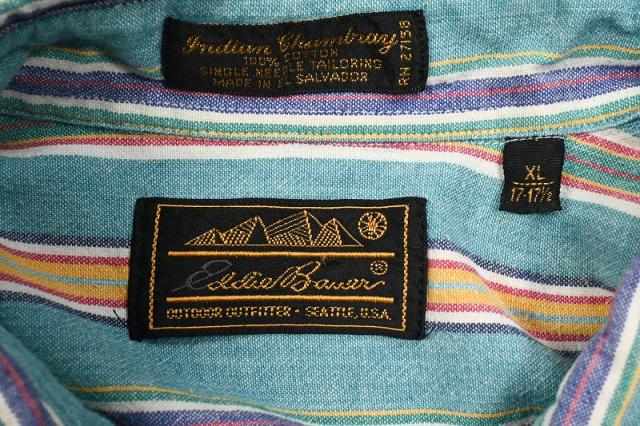 Indian Chambray
100% COTTON
SINGLE NEEDLE TAILORING
MADE IN EL SALVADOR
RN 27158
XL
17-17½
Eddie Bauer ®
OUTDOOR OUTFITTER · SEATTLE, U.S.A.